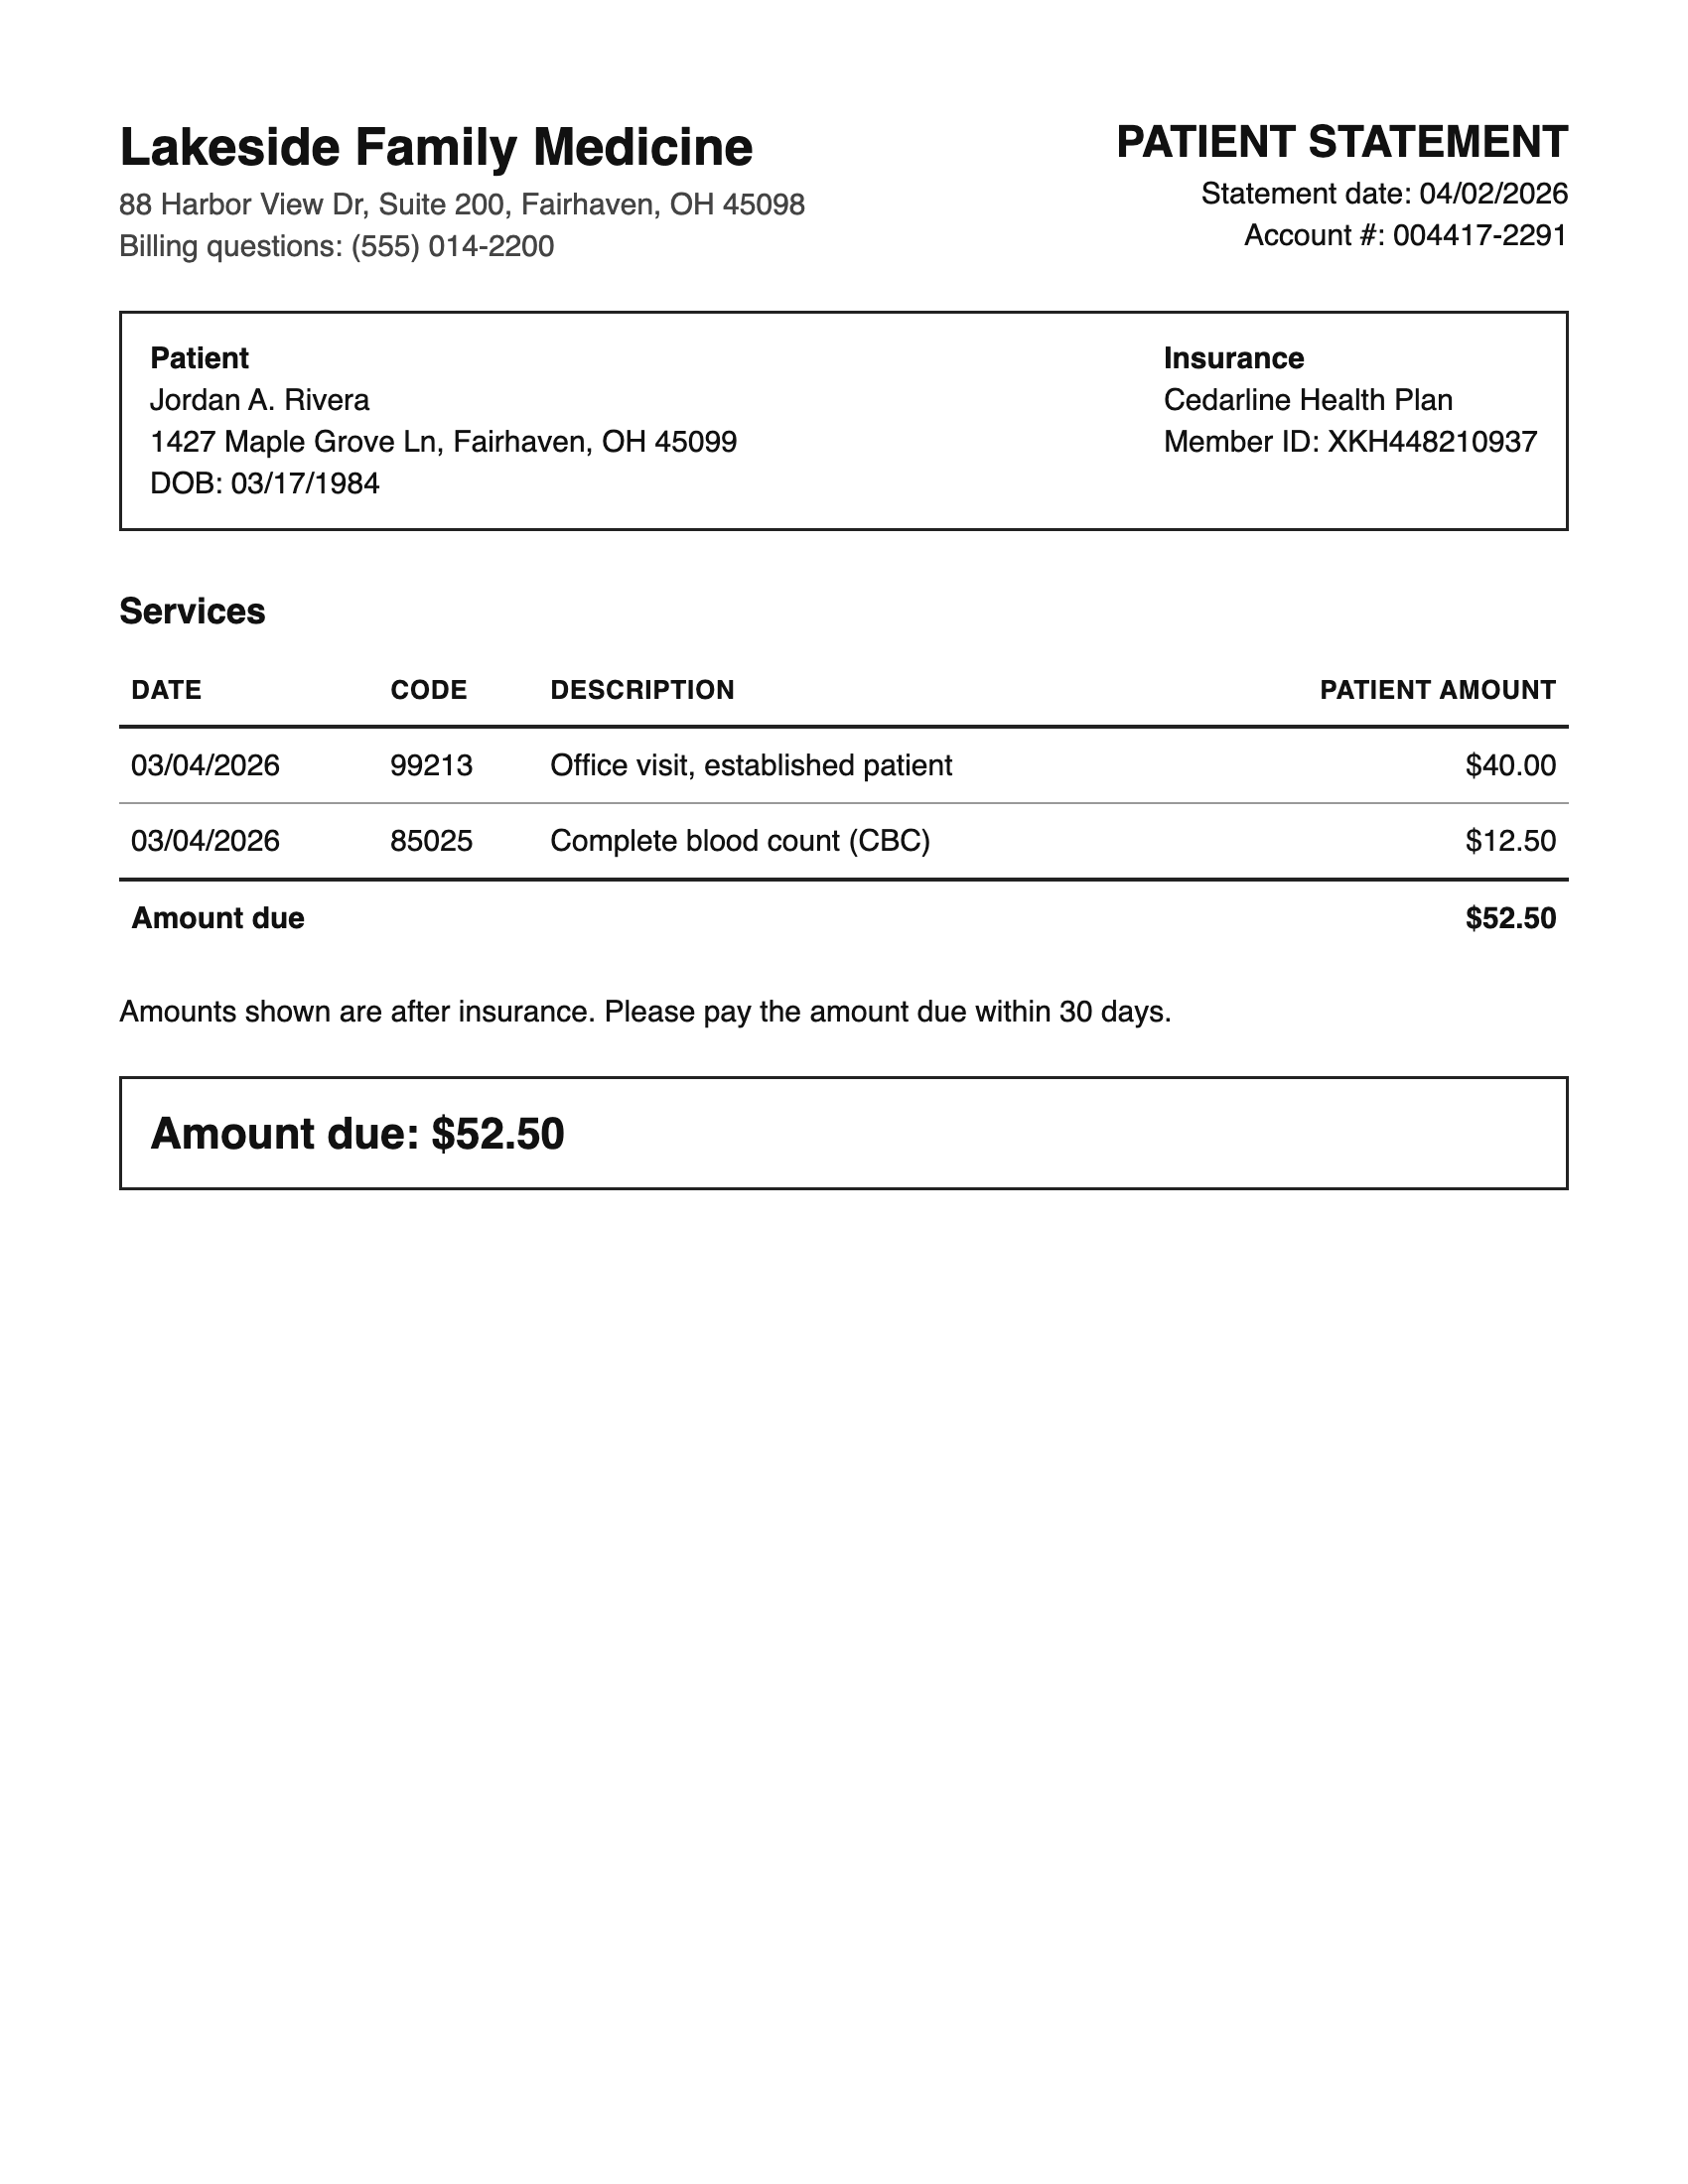 Lakeside Family Medicine
88 Harbor View Dr, Suite 200, Fairhaven, OH 45098
Billing questions: (555) 014-2200
PATIENT STATEMENT
Statement date: 04/02/2026
Account #: 004417-2291
Patient
Jordan A. Rivera
1427 Maple Grove Ln, Fairhaven, OH 45099
DOB: 03/17/1984
Insurance
Cedarline Health Plan
Member ID: XKH448210937
Services
DATE CODE DESCRIPTION PATIENT AMOUNT
03/04/2026 99213 Office visit, established patient $40.00
03/04/2026 85025 Complete blood count (CBC) $12.50
Amount due $52.50
Amounts shown are after insurance. Please pay the amount due within 30 days.
Amount due: $52.50